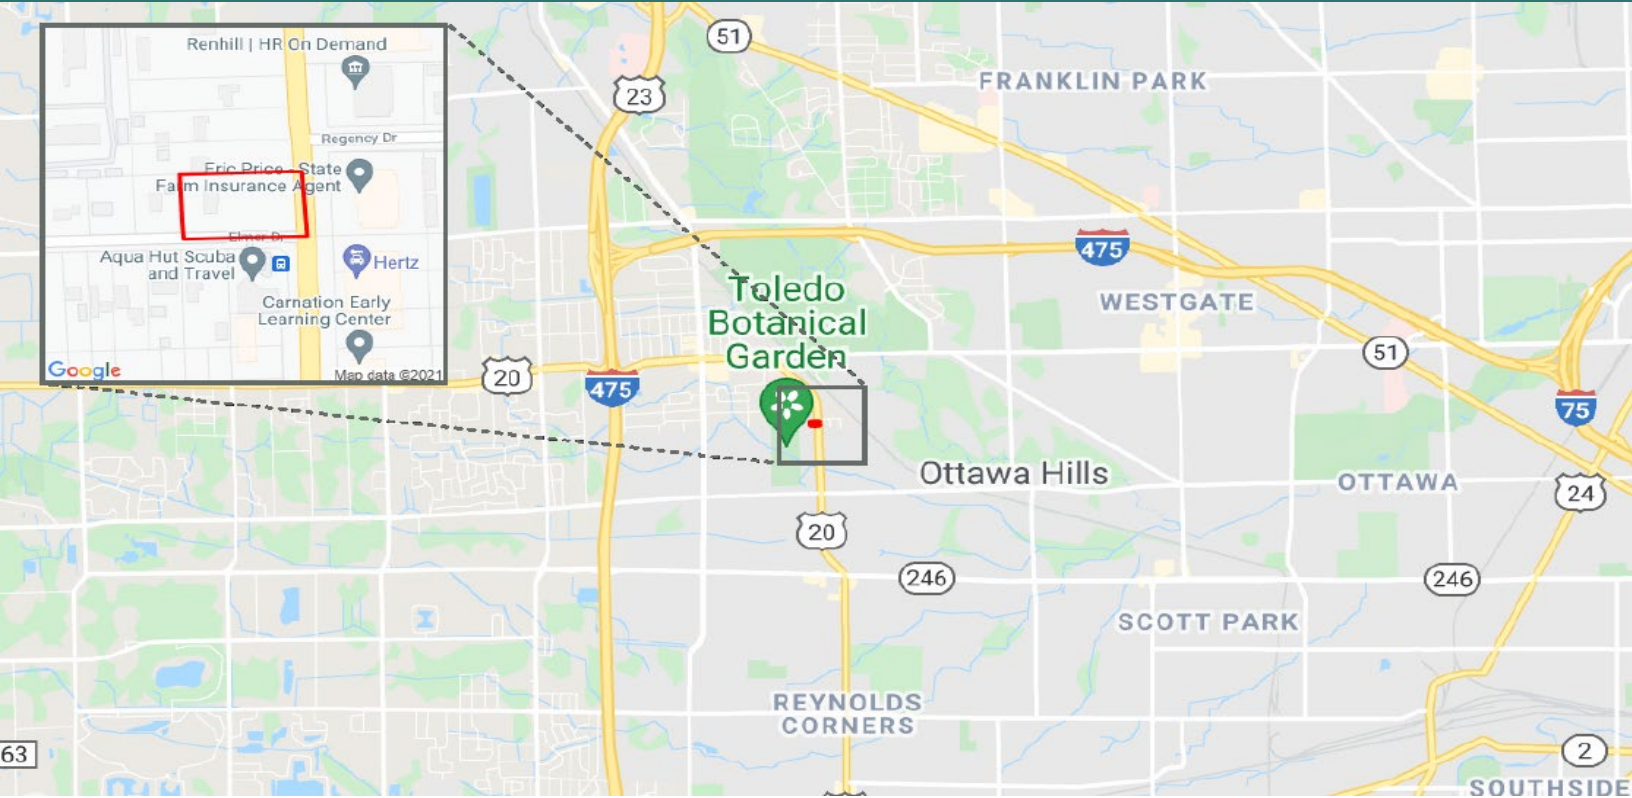 Renhill | HR On Demand
Regency Dr
Eric Price - State
Farm Insurance Agent
Elmer Dr
Aqua Hut Scuba
and Travel
Hertz
Carnation Early
Learning Center
Google
Map data ©2021
51
23
FRANKLIN PARK
475
Toledo
Botanical
Garden
WESTGATE
20
475
51
75
Ottawa Hills
OTTAWA
24
20
246
246
SCOTT PARK
REYNOLDS
CORNERS
63
2
SOUTHSIDE